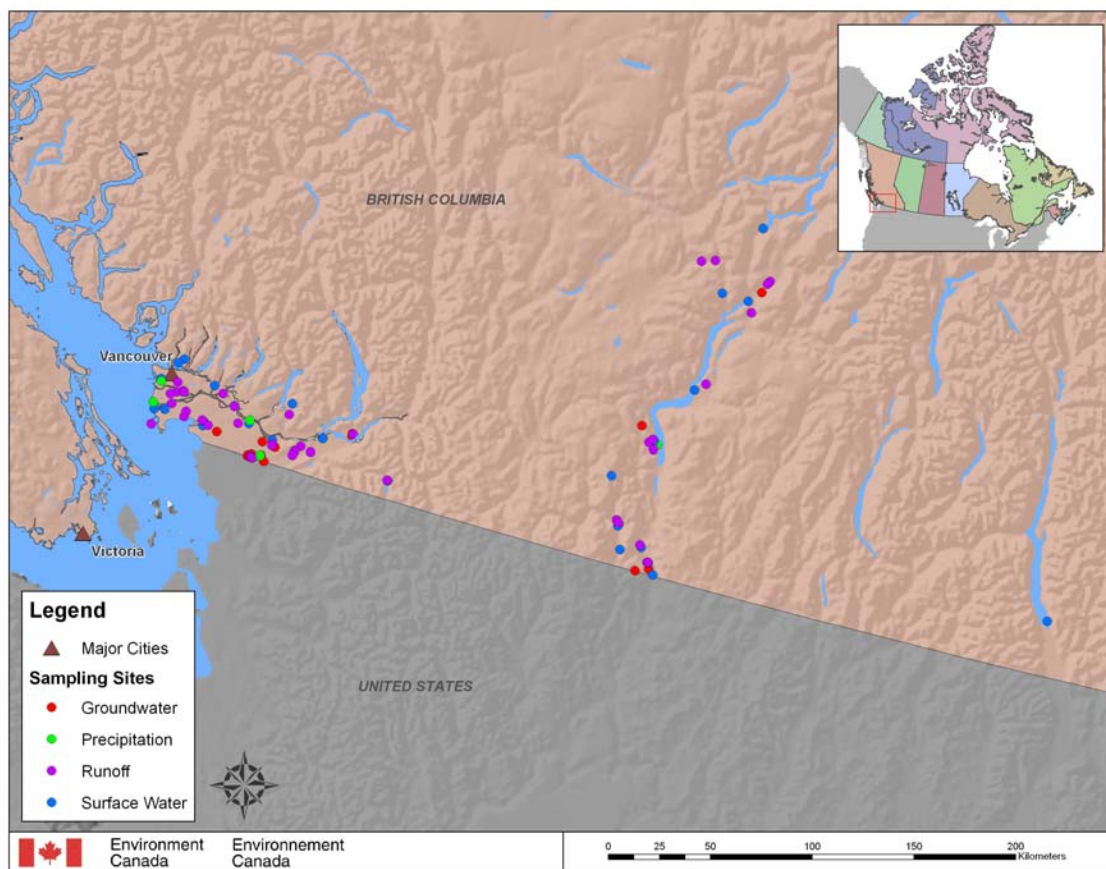 BRITISH COLUMBIA
Vancouver
Victoria
UNITED STATES
Legend
Major Cities
Sampling Sites
Groundwater
Precipitation
Runoff
Surface Water
Environment Canada
Environnement Canada
0 25 50 100 150 200
Kilometers